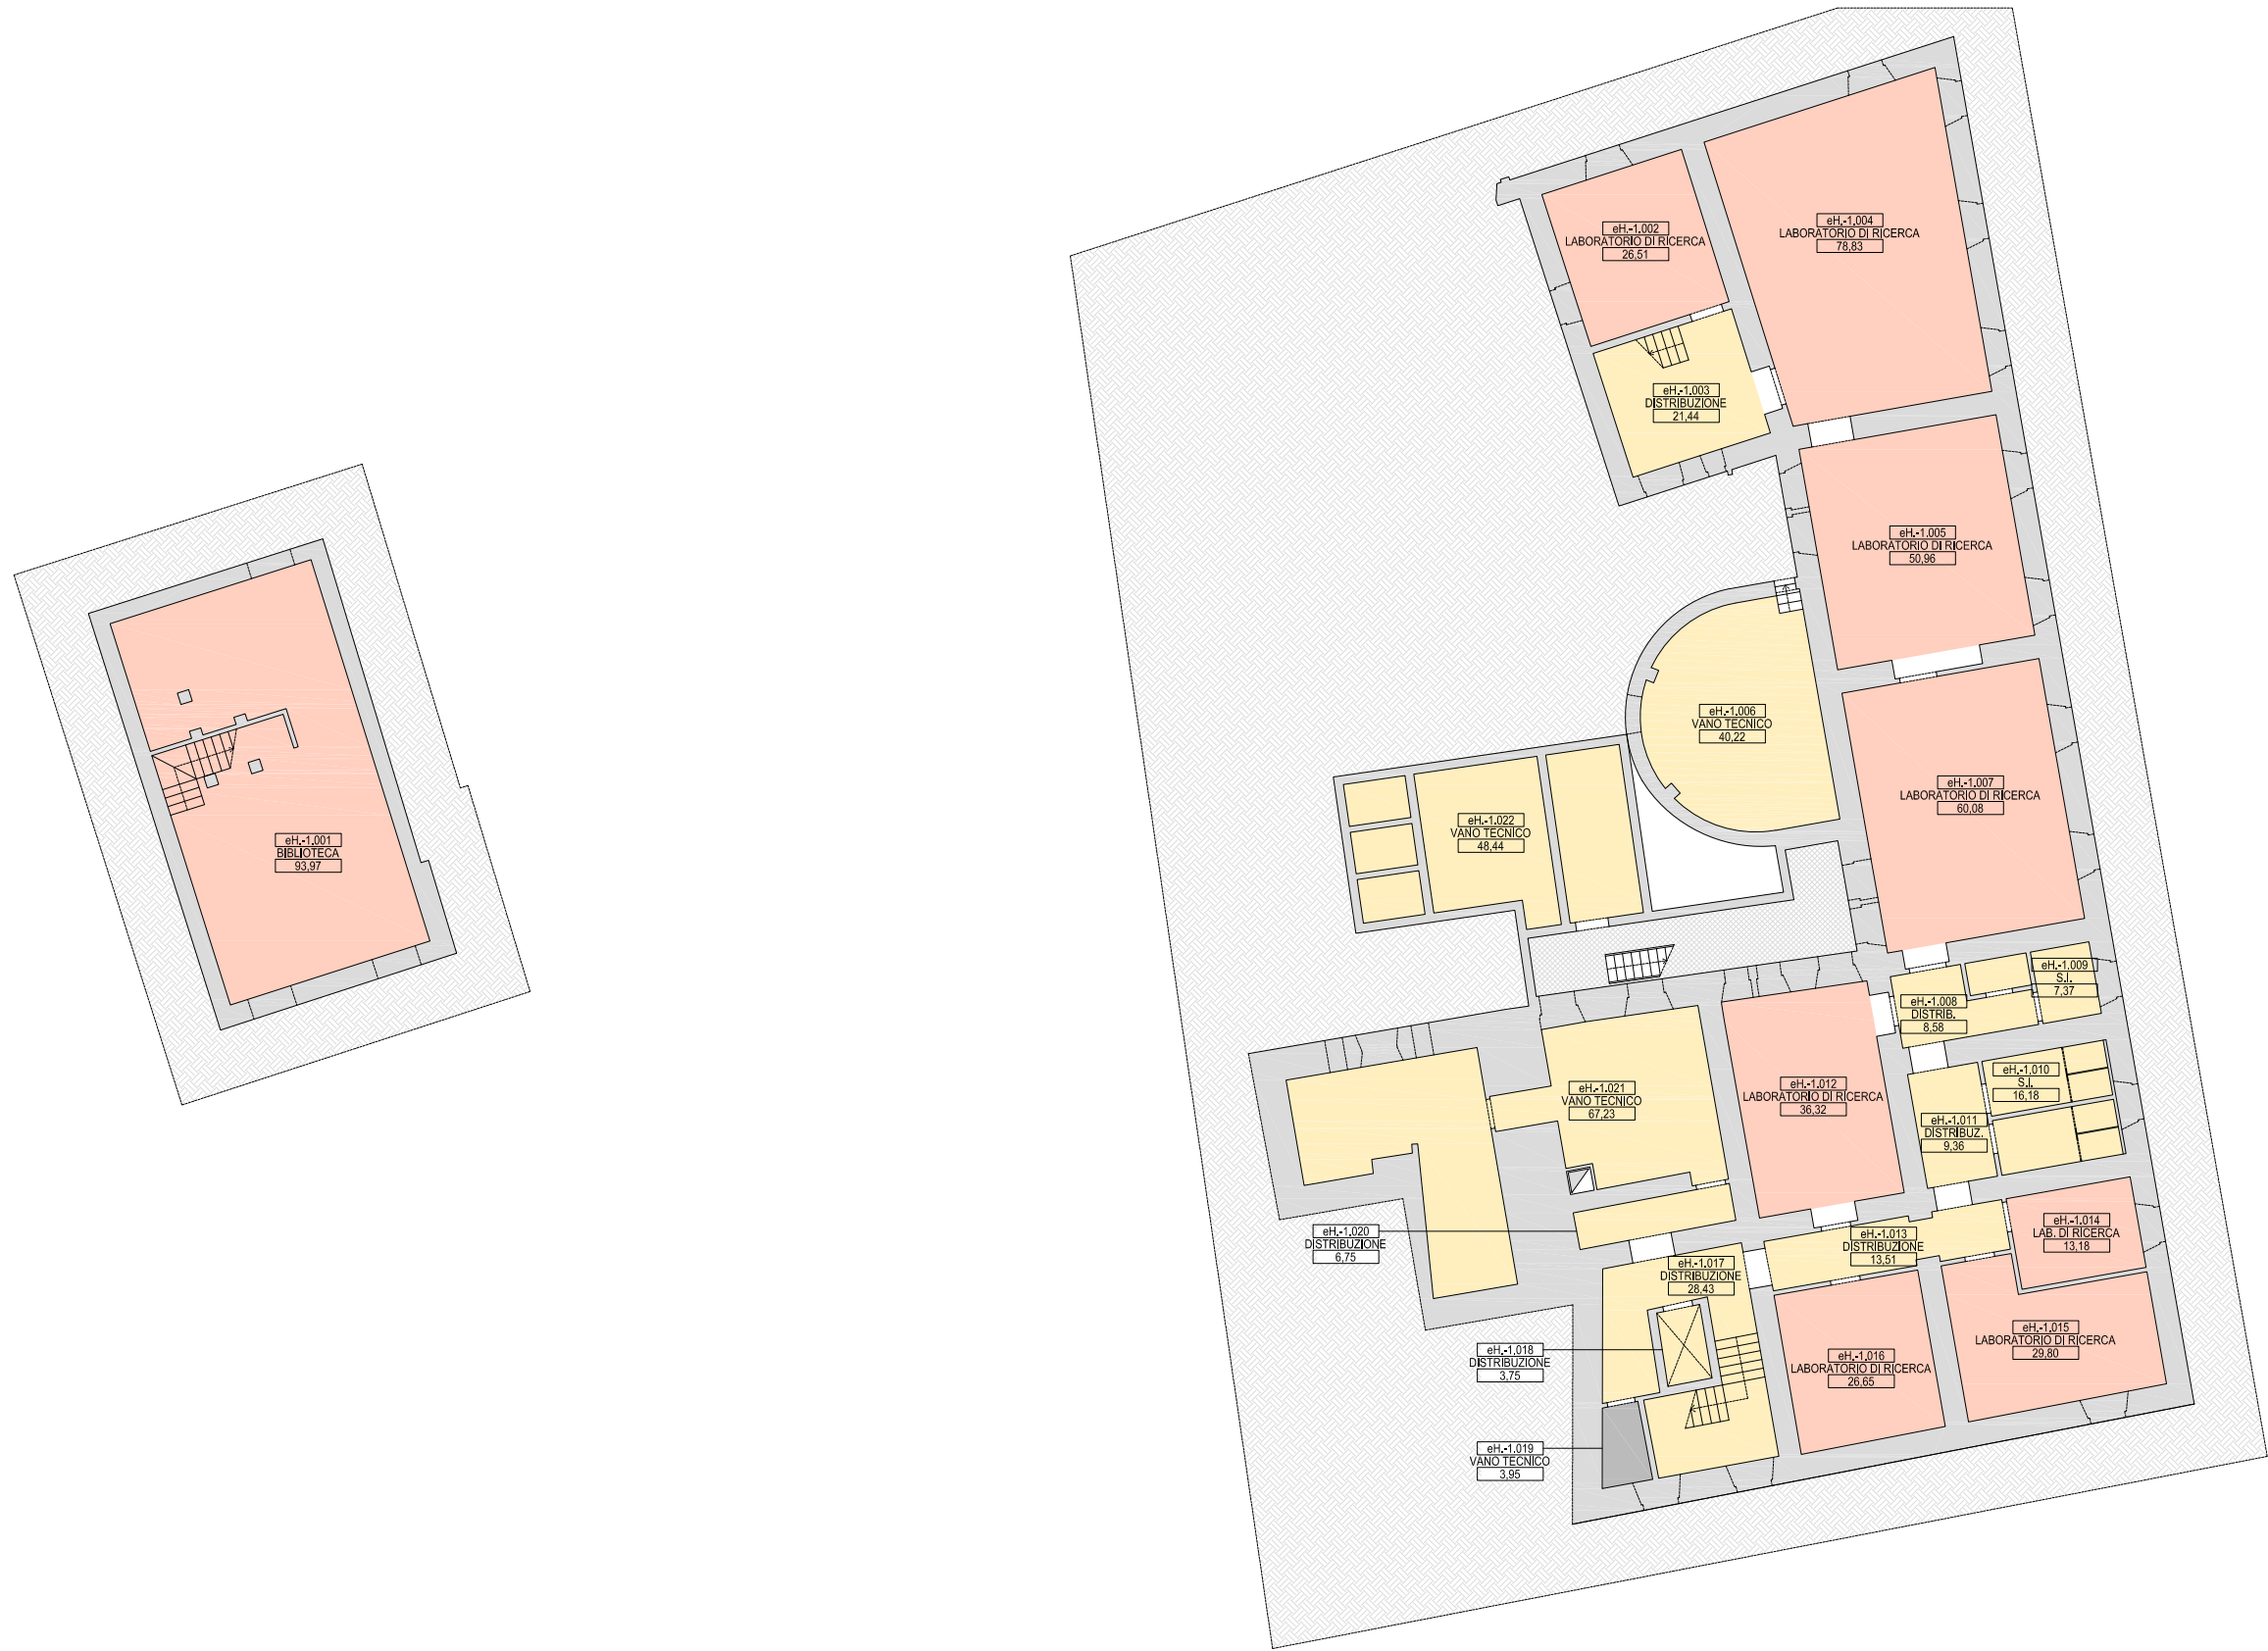 eH.-1.001
BIBLIOTECA
93,97
eH.-1.002
LABORATORIO DI RICERCA
26,51
eH.-1.003
DISTRIBUZIONE
21,44
eH.-1.004
LABORATORIO DI RICERCA
78,83
eH.-1.005
LABORATORIO DI RICERCA
50,96
eH.-1.006
VANO TECNICO
40,22
eH.-1.007
LABORATORIO DI RICERCA
60,08
eH.-1.008
DISTRIB.
8,58
eH.-1.009
S.I.
7,37
eH.-1.010
S.I.
16,18
eH.-1.011
DISTRIBUZ.
9,36
eH.-1.012
LABORATORIO DI RICERCA
36,32
eH.-1.013
DISTRIBUZIONE
13,51
eH.-1.014
LAB. DI RICERCA
13,18
eH.-1.015
LABORATORIO DI RICERCA
29,80
eH.-1.016
LABORATORIO DI RICERCA
26,65
eH.-1.017
DISTRIBUZIONE
28,43
eH.-1.018
DISTRIBUZIONE
3,75
eH.-1.019
VANO TECNICO
3,95
eH.-1.020
DISTRIBUZIONE
6,75
eH.-1.021
VANO TECNICO
67,23
eH.-1.022
VANO TECNICO
48,44